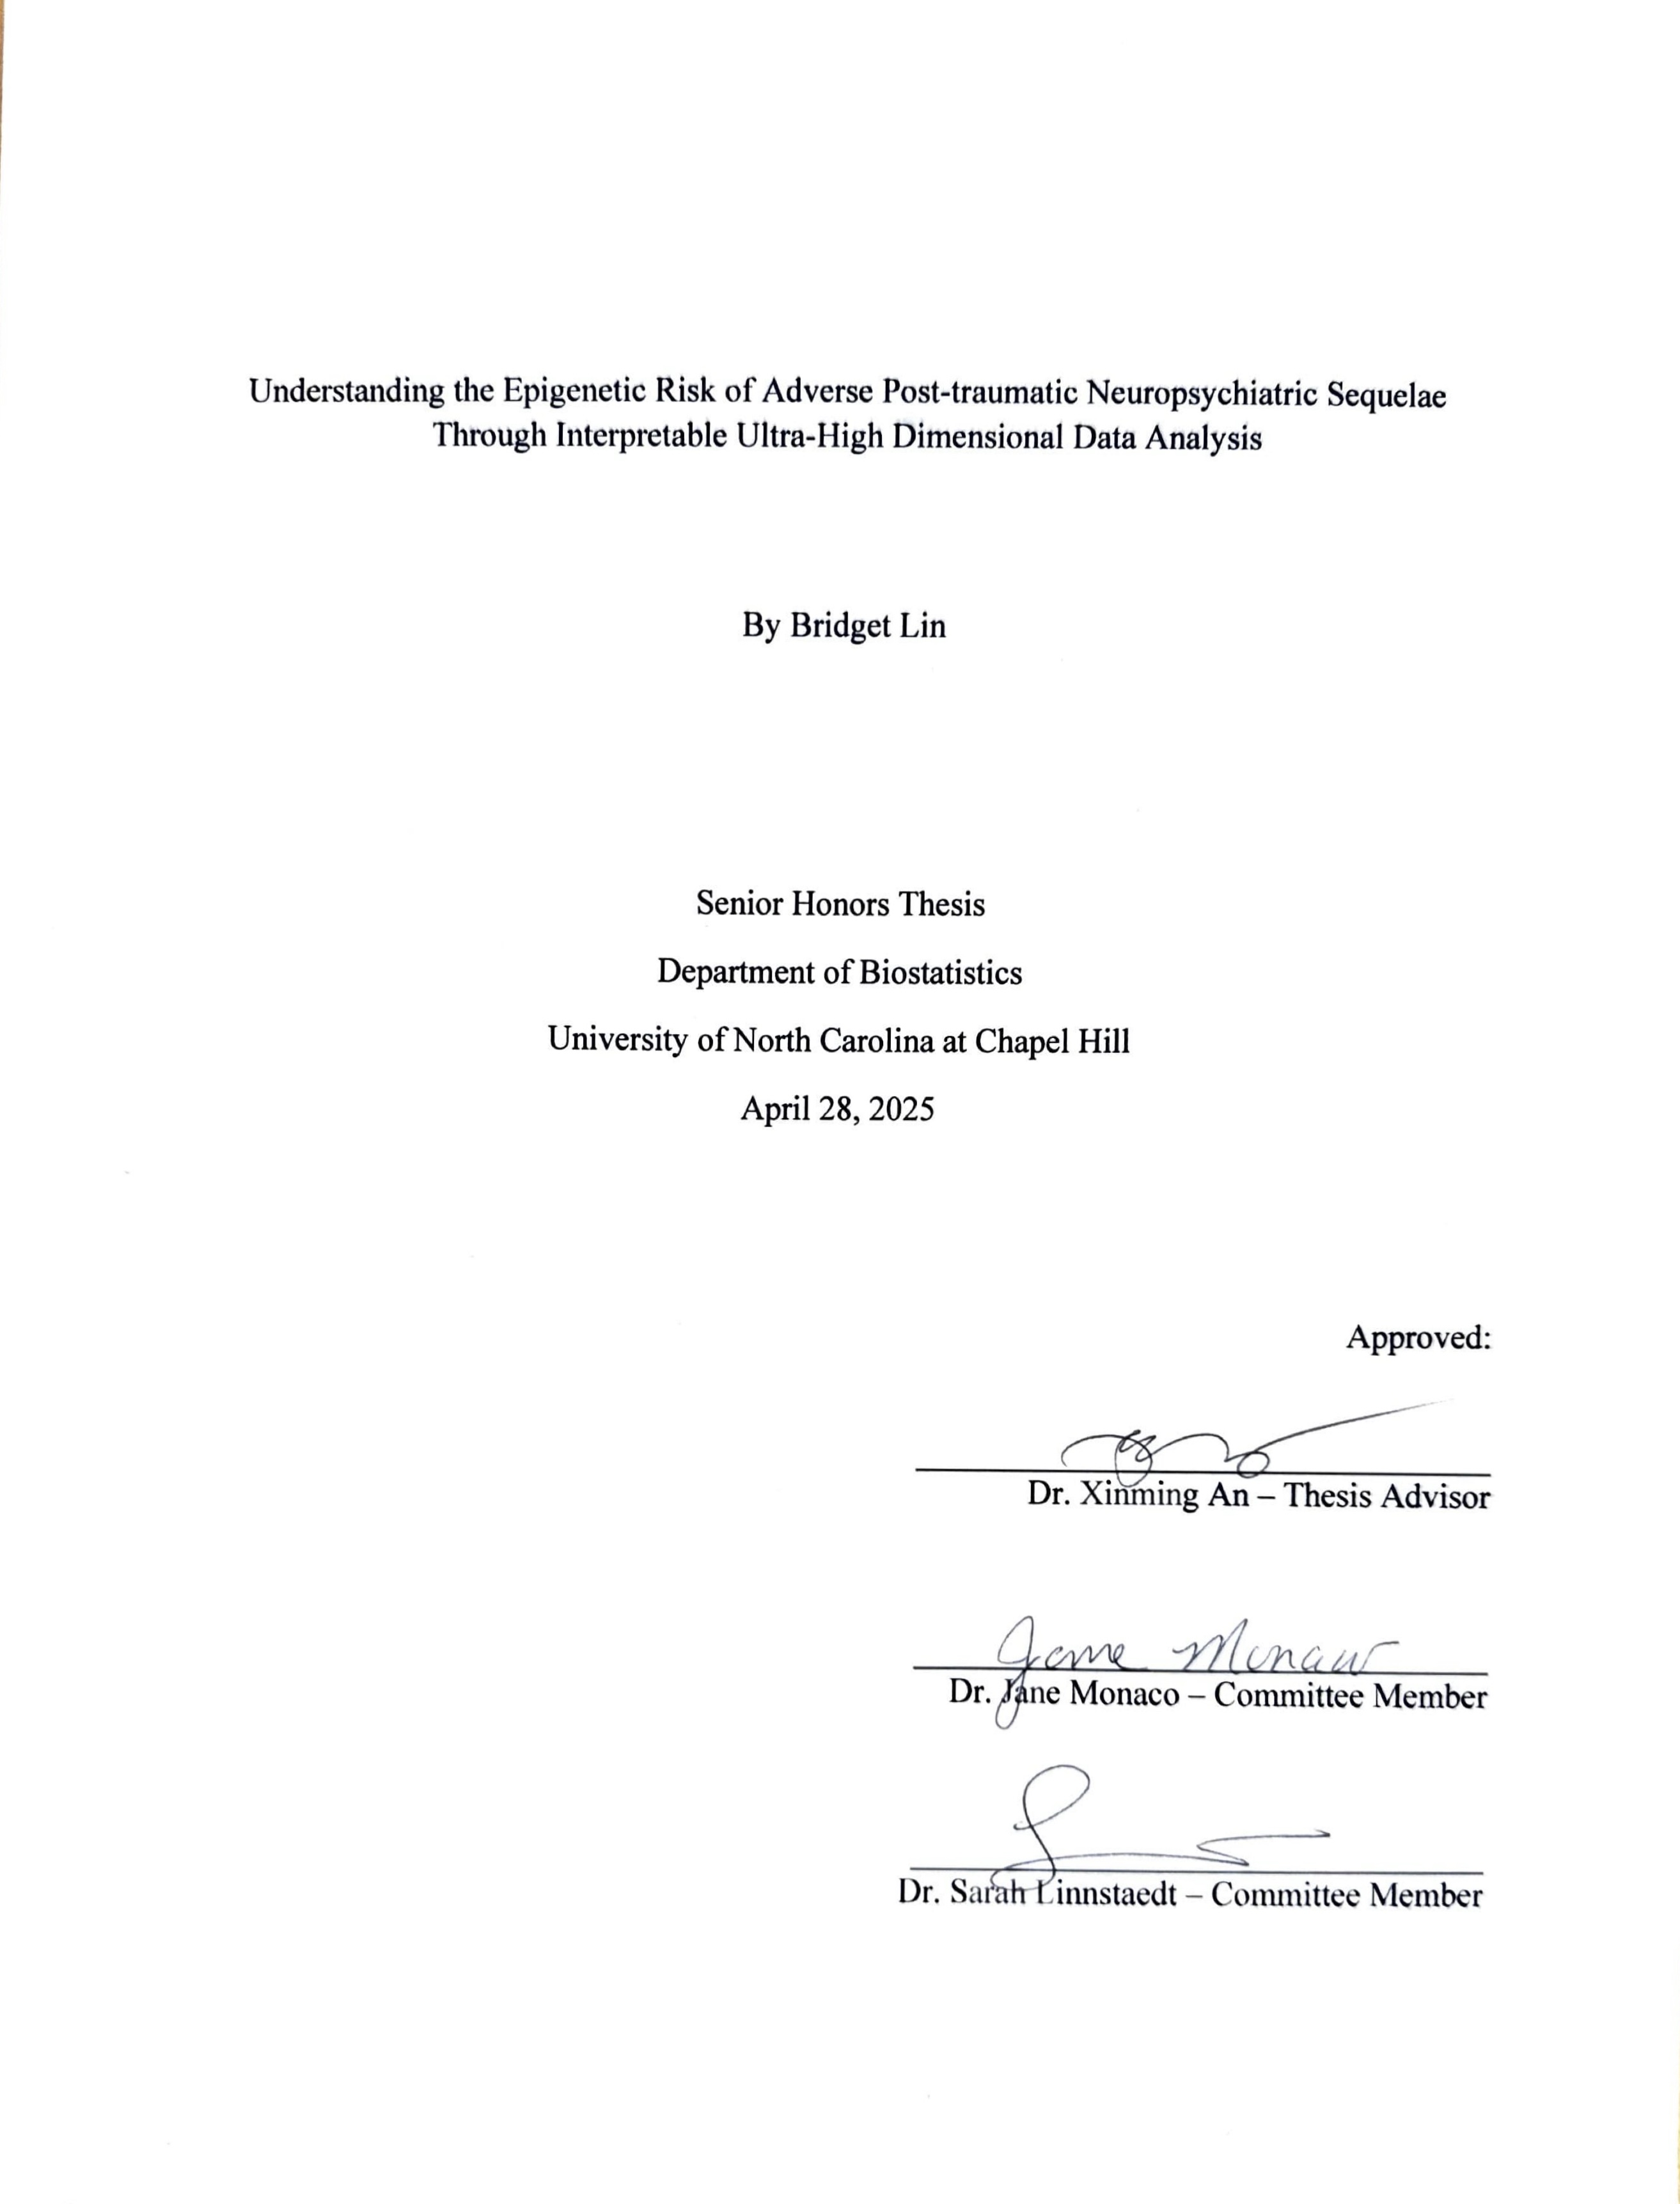 Understanding the Epigenetic Risk of Adverse Post-traumatic Neuropsychiatric Sequelae
Through Interpretable Ultra-High Dimensional Data Analysis
By Bridget Lin
Senior Honors Thesis
Department of Biostatistics
University of North Carolina at Chapel Hill
April 28, 2025
Approved:
Dr. Xinming An – Thesis Advisor
Jane Monaco
Dr. Jane Monaco – Committee Member
Dr. Sarah Linnstaedt – Committee Member